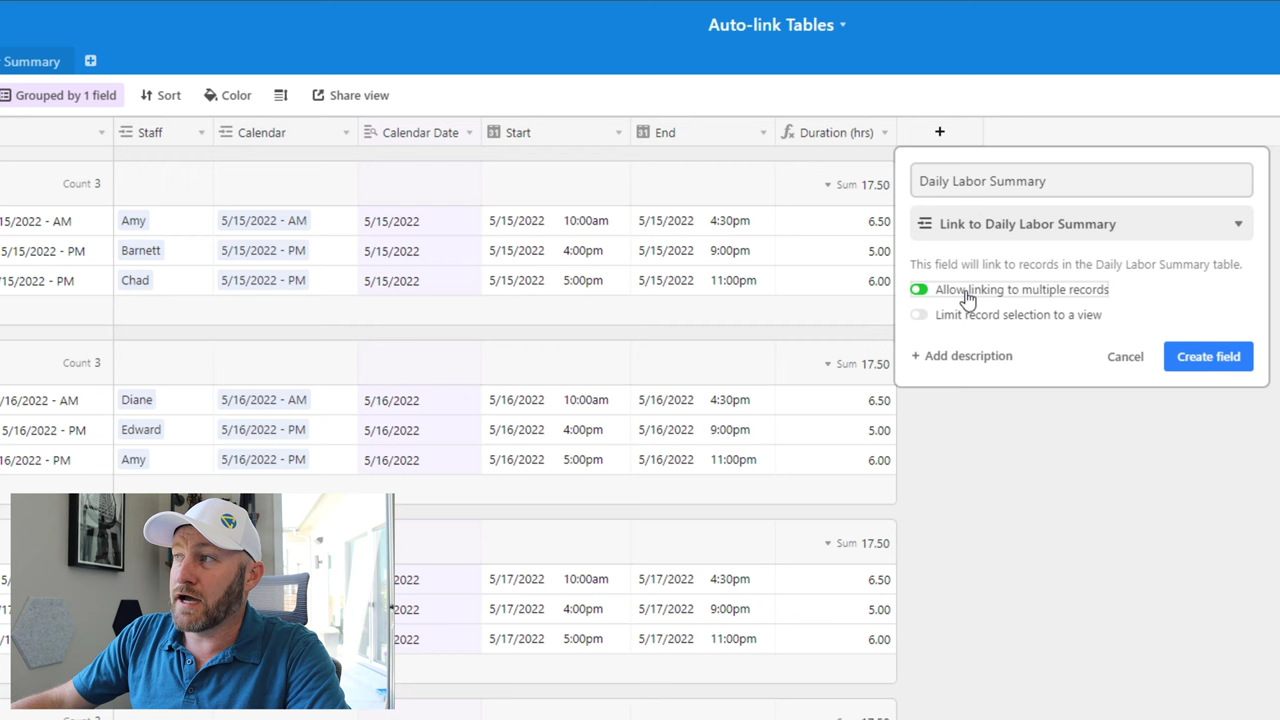 Auto-link Tables
Summary
Grouped by 1 field Sort Color Share view
Staff Calendar Calendar Date Start End Duration (hrs) +
Count 3 Sum 17.50
/15/2022 - AM Amy 5/15/2022 - AM 5/15/2022 5/15/2022 10:00am 5/15/2022 4:30pm 6.50
5/15/2022 - PM Barnett 5/15/2022 - PM 5/15/2022 5/15/2022 4:00pm 5/15/2022 9:00pm 5.00
/15/2022 - PM Chad 5/15/2022 - PM 5/15/2022 5/15/2022 5:00pm 5/15/2022 11:00pm 6.00
Count 3 Sum 17.50
/16/2022 - AM Diane 5/16/2022 - AM 5/16/2022 5/16/2022 10:00am 5/16/2022 4:30pm 6.50
5/16/2022 - PM Edward 5/16/2022 - PM 5/16/2022 5/16/2022 4:00pm 5/16/2022 9:00pm 5.00
16/2022 - PM Amy 5/16/2022 - PM 5/16/2022 5/16/2022 5:00pm 5/16/2022 11:00pm 6.00
Sum 17.50
5/ 2022 5/17/2022 10:00am 5/17/2022 4:30pm 6.50
2022 5/17/2022 4:00pm 5/17/2022 9:00pm 5.00
2022 5/17/2022 5:00pm 5/17/2022 11:00pm 6.00
Daily Labor Summary
Link to Daily Labor Summary
This field will link to records in the Daily Labor Summary table.
Allow linking to multiple records
Limit record selection to a view
+ Add description Cancel Create field